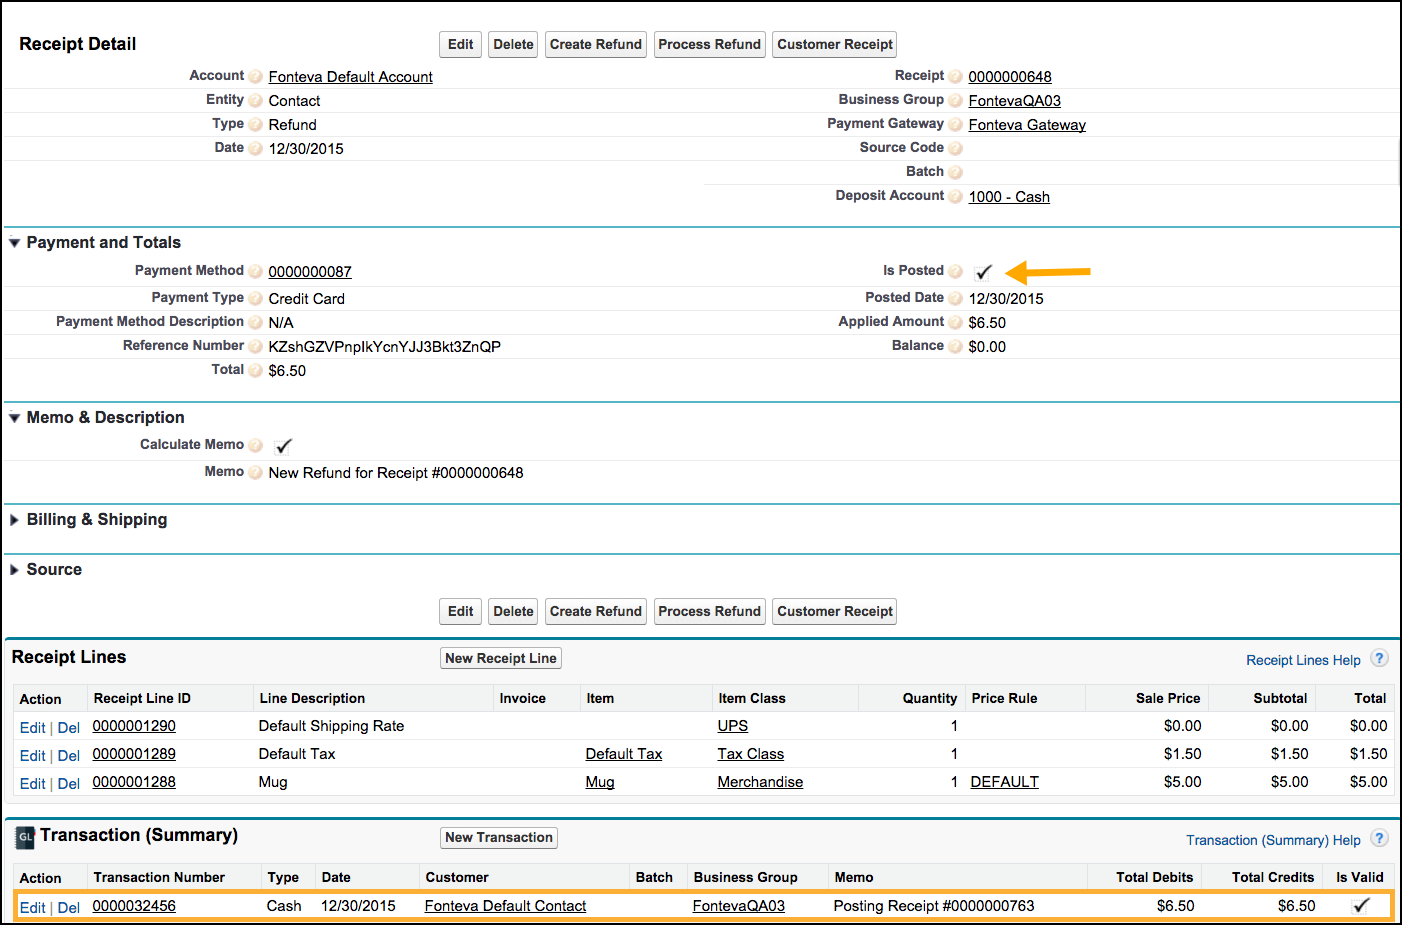 Receipt Detail Edit Delete Create Refund Process Refund Customer Receipt
Account ? Fonteva Default Account Receipt ? 0000000648
Entity ? Contact Business Group ? FontevaQA03
Type ? Refund Payment Gateway ? Fonteva Gateway
Date ? 12/30/2015 Source Code ?
Batch ?
Deposit Account ? 1000 - Cash
Payment and Totals
Payment Method ? 0000000087 Is Posted ?
Payment Type ? Credit Card Posted Date ? 12/30/2015
Payment Method Description ? N/A Applied Amount ? $6.50
Reference Number ? KZshGZVPnpIkYcnYJJ3Bkt3ZnQP Balance ? $0.00
Total ? $6.50
Memo & Description
Calculate Memo ?
Memo ? New Refund for Receipt #0000000648
Billing & Shipping
Source
Edit Delete Create Refund Process Refund Customer Receipt
Receipt Lines New Receipt Line Receipt Lines Help ?
Action Receipt Line ID Line Description Invoice Item Item Class Quantity Price Rule Sale Price Subtotal Total
Edit | Del 0000001290 Default Shipping Rate UPS 1 $0.00 $0.00 $0.00
Edit | Del 0000001289 Default Tax Default Tax Tax Class 1 $1.50 $1.50 $1.50
Edit | Del 0000001288 Mug Mug Merchandise 1 DEFAULT $5.00 $5.00 $5.00
GL Transaction (Summary) New Transaction Transaction (Summary) Help ?
Action Transaction Number Type Date Customer Batch Business Group Memo Total Debits Total Credits Is Valid
Edit | Del 0000032456 Cash 12/30/2015 Fonteva Default Contact FontevaQA03 Posting Receipt #0000000763 $6.50 $6.50